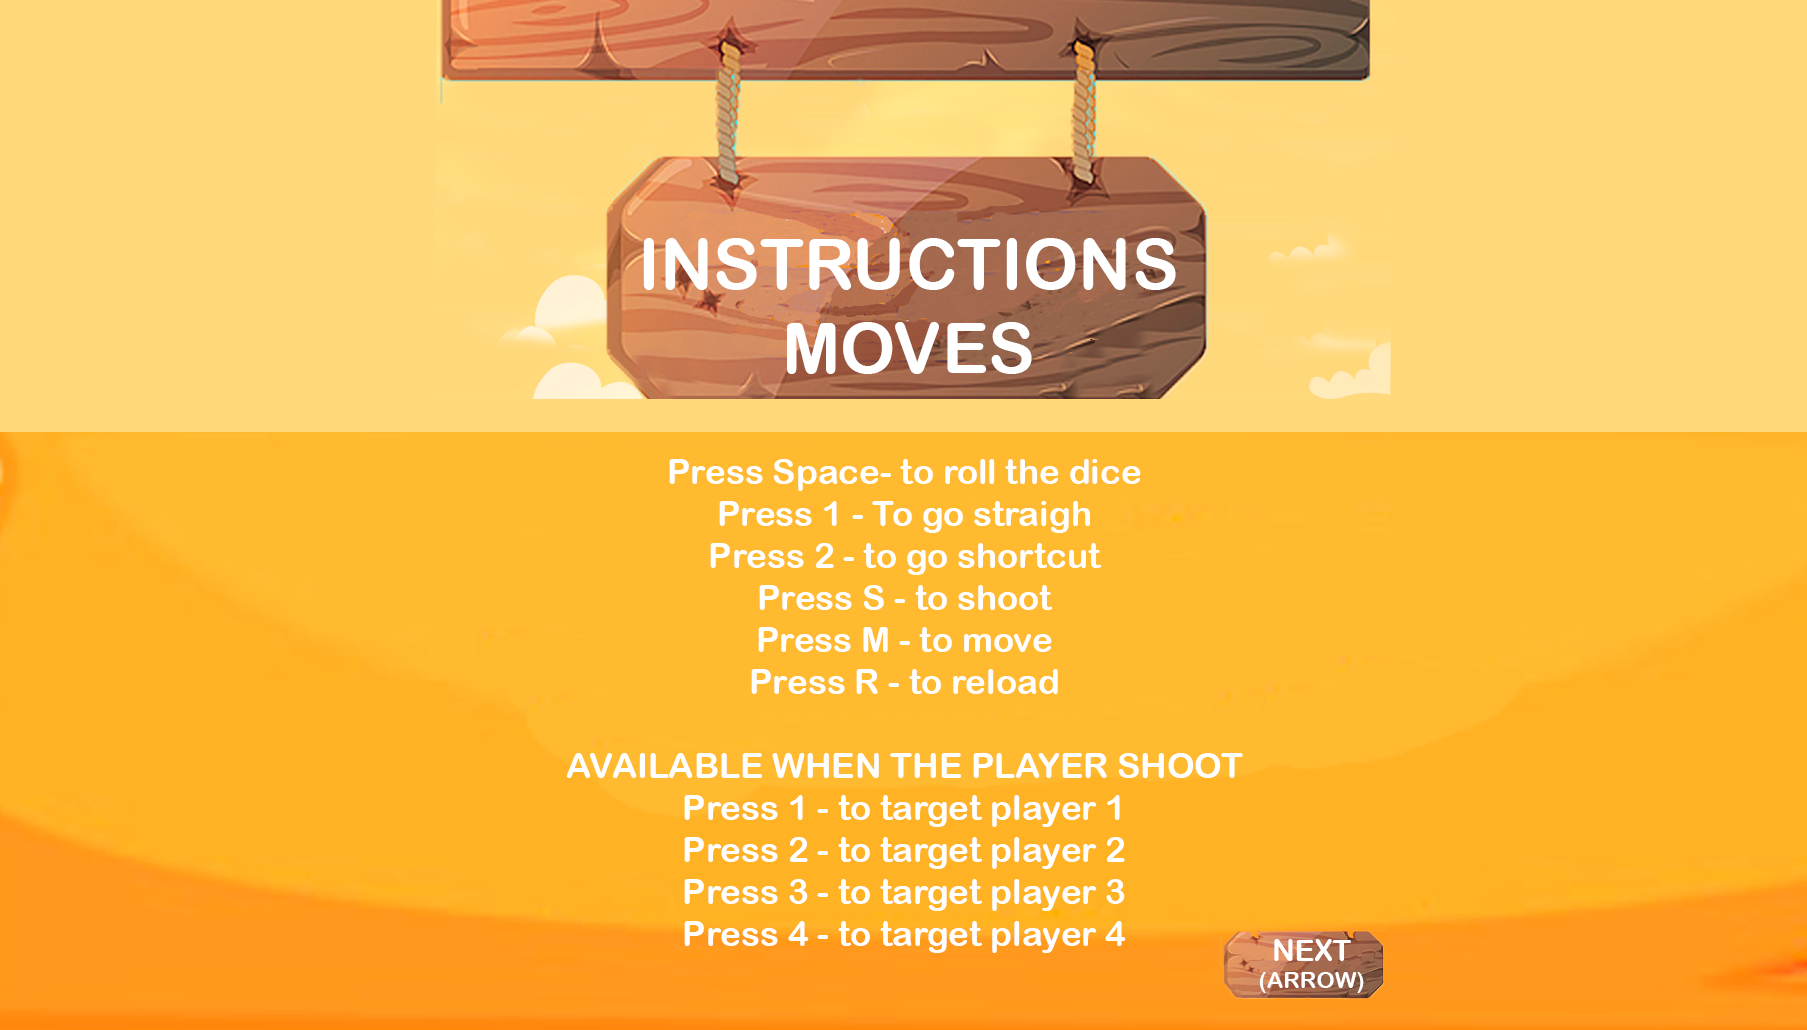 INSTRUCTIONS
MOVES
Press Space- to roll the dice
Press 1 - To go straigh
Press 2 - to go shortcut
Press S - to shoot
Press M - to move
Press R - to reload
AVAILABLE WHEN THE PLAYER SHOOT
Press 1 - to target player 1
Press 2 - to target player 2
Press 3 - to target player 3
Press 4 - to target player 4
NEXT
(ARROW)